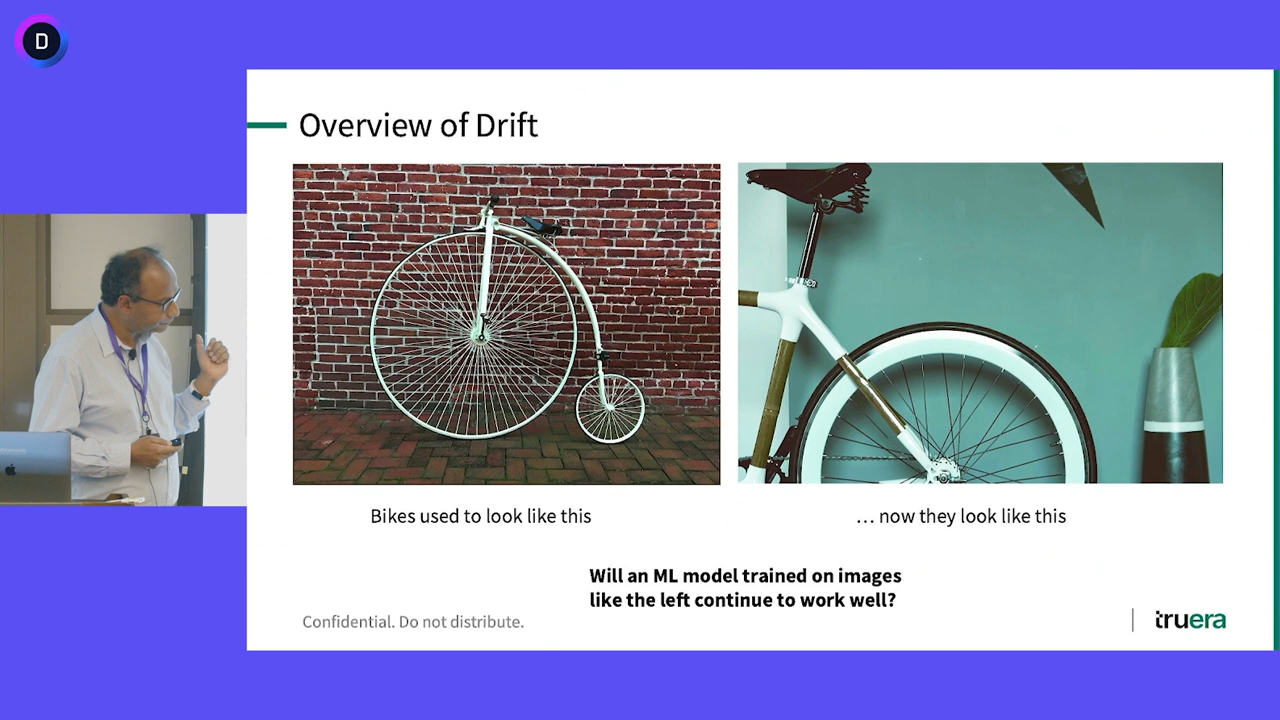 D
Overview of Drift
Bikes used to look like this
… now they look like this
Will an ML model trained on images
like the left continue to work well?
Confidential. Do not distribute.
truera